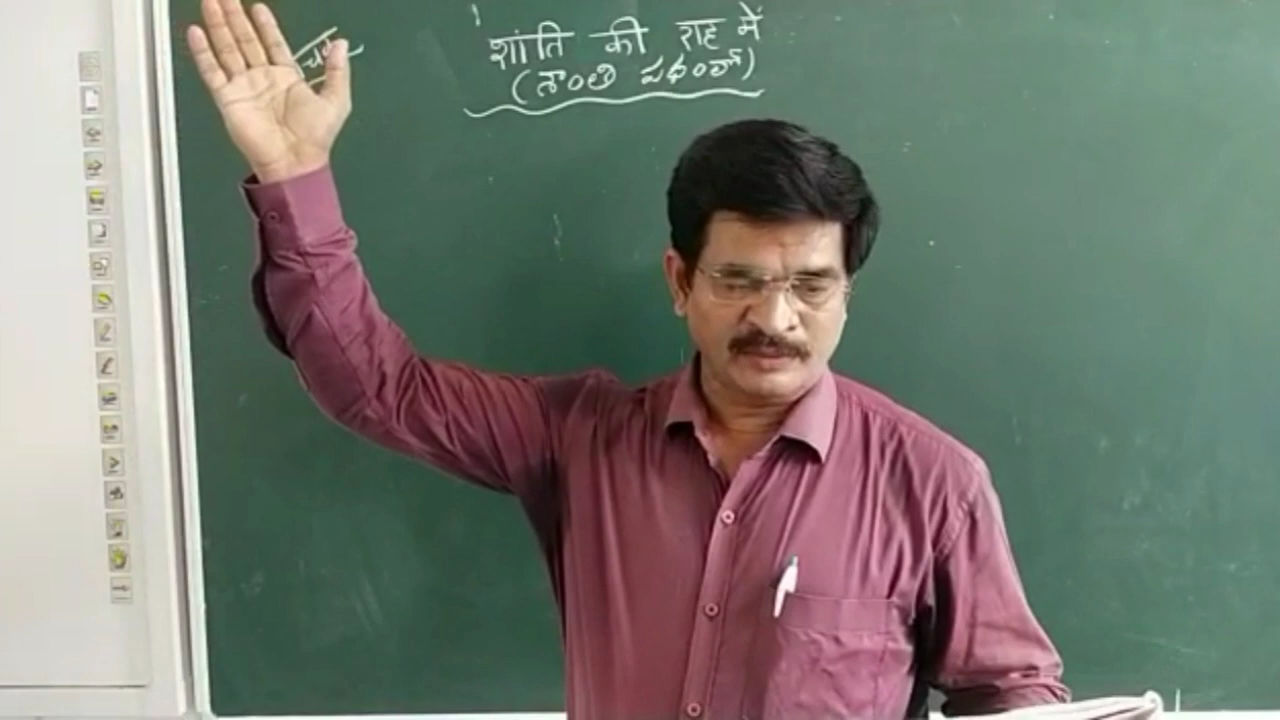 शांति की राह में
(శాంతి పథంలో)